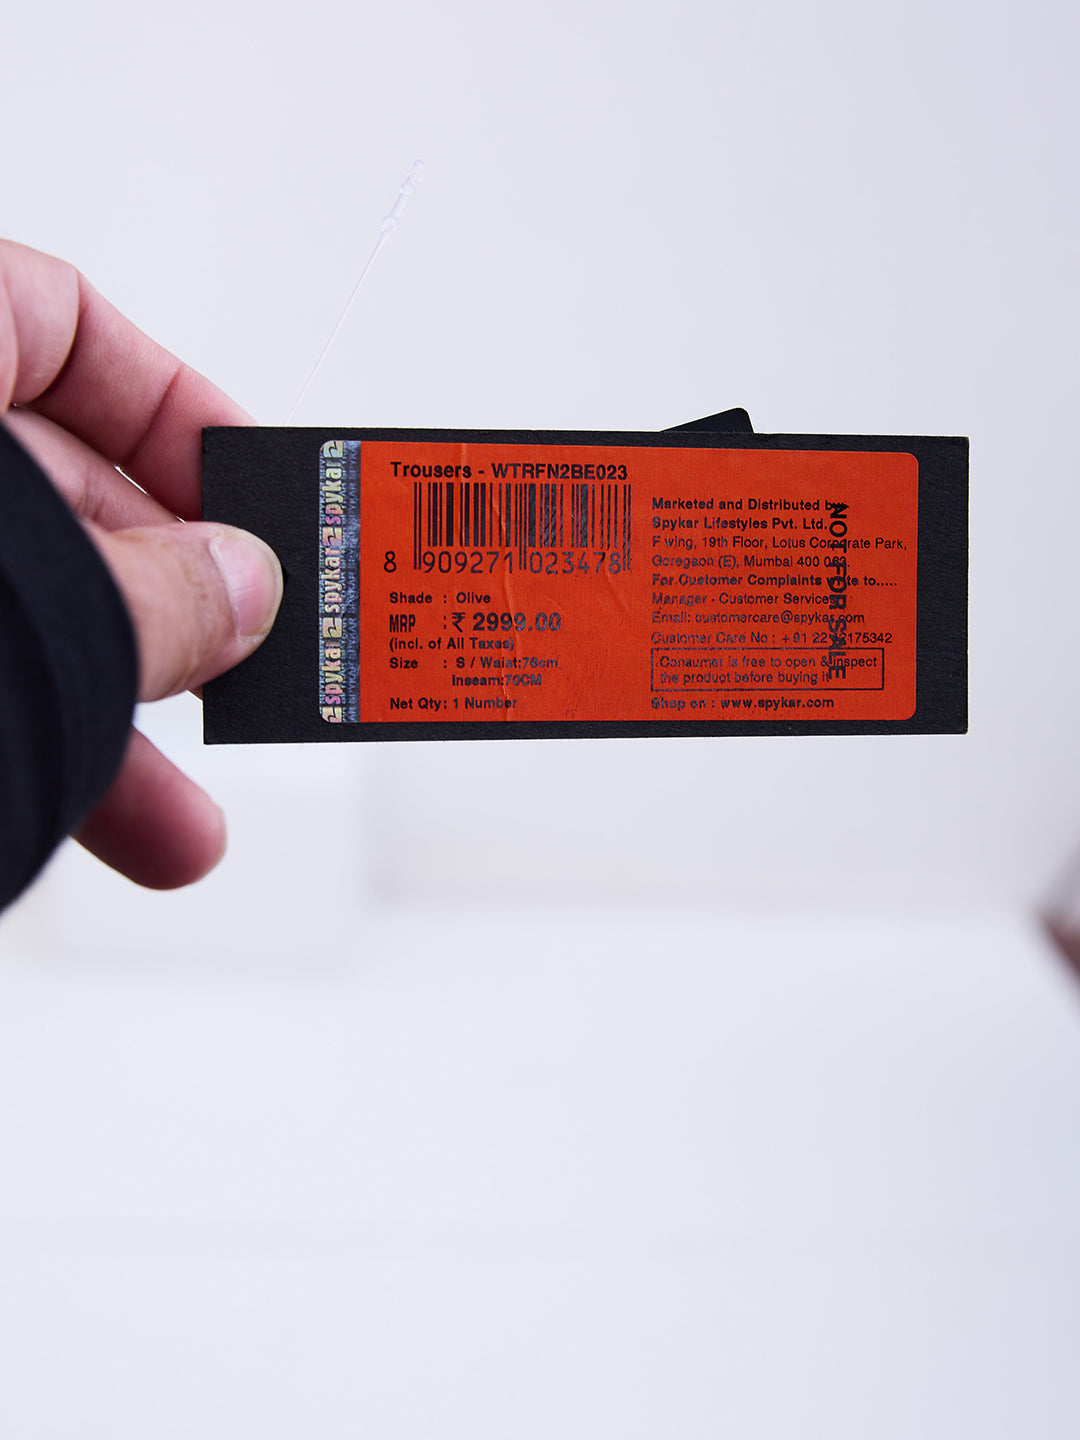 Trousers - WTRFN2BE023
8 909271 023478
Shade : Olive
MRP : ₹ 2999.00
(incl. of All Taxes)
Size : S / Waist:76cm
Inseam:70CM
Net Qty: 1 Number
Marketed and Distributed by
Spykar Lifestyles Pvt. Ltd.
F wing, 19th Floor, Lotus Corporate Park,
Goregaon (E), Mumbai 400 063.
For Customer Complaints write to.....
Manager - Customer Services
Email: customercare@spykar.com
Customer Care No : +91 22 2175342
Consumer is free to open & inspect
the product before buying it
Shop on : www.spykar.com
NOT FOR SALE
spykar spykar spykar